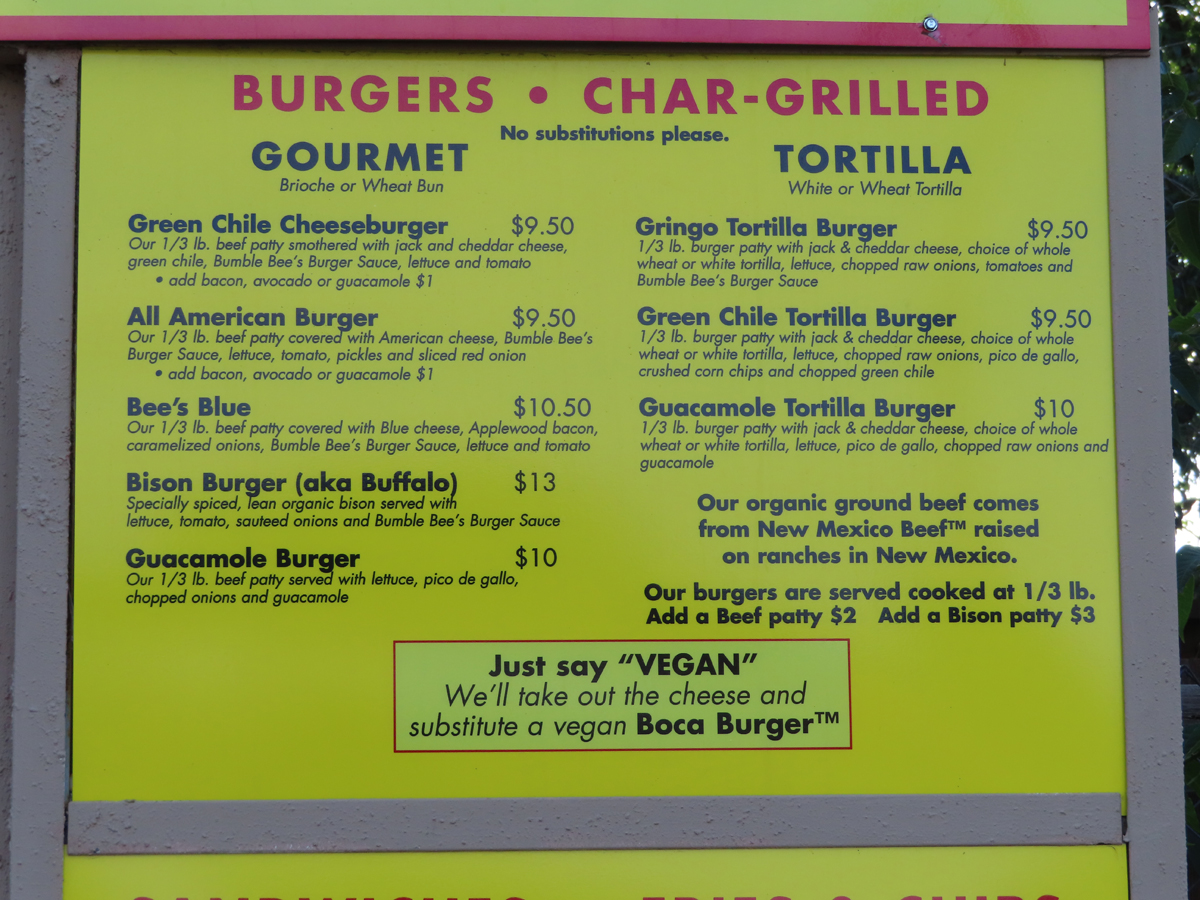 BURGERS • CHAR-GRILLED
No substitutions please.
GOURMET
Brioche or Wheat Bun
Green Chile Cheeseburger $9.50
Our 1/3 lb. beef patty smothered with jack and cheddar cheese,
green chile, Bumble Bee's Burger Sauce, lettuce and tomato
• add bacon, avocado or guacamole $1
All American Burger $9.50
Our 1/3 lb. beef patty covered with American cheese, Bumble Bee's
Burger Sauce, lettuce, tomato, pickles and sliced red onion
• add bacon, avocado or guacamole $1
Bee's Blue $10.50
Our 1/3 lb. beef patty covered with Blue cheese, Applewood bacon,
caramelized onions, Bumble Bee's Burger Sauce, lettuce and tomato
Bison Burger (aka Buffalo) $13
Specially spiced, lean organic bison served with
lettuce, tomato, sauteed onions and Bumble Bee's Burger Sauce
Guacamole Burger $10
Our 1/3 lb. beef patty served with lettuce, pico de gallo,
chopped onions and guacamole
TORTILLA
White or Wheat Tortilla
Gringo Tortilla Burger $9.50
1/3 lb. burger patty with jack & cheddar cheese, choice of whole
wheat or white tortilla, lettuce, chopped raw onions, tomatoes and
Bumble Bee's Burger Sauce
Green Chile Tortilla Burger $9.50
1/3 lb. burger patty with jack & cheddar cheese, choice of whole
wheat or white tortilla, lettuce, chopped raw onions, pico de gallo,
crushed corn chips and chopped green chile
Guacamole Tortilla Burger $10
1/3 lb. burger patty with jack & cheddar cheese, choice of whole
wheat or white tortilla, lettuce, pico de gallo, chopped raw onions and
guacamole
Our organic ground beef comes
from New Mexico Beef™ raised
on ranches in New Mexico.
Our burgers are served cooked at 1/3 lb.
Add a Beef patty $2 Add a Bison patty $3
Just say "VEGAN"
We'll take out the cheese and
substitute a vegan Boca Burger™
SANDWICHES • FRIES & CHIPS